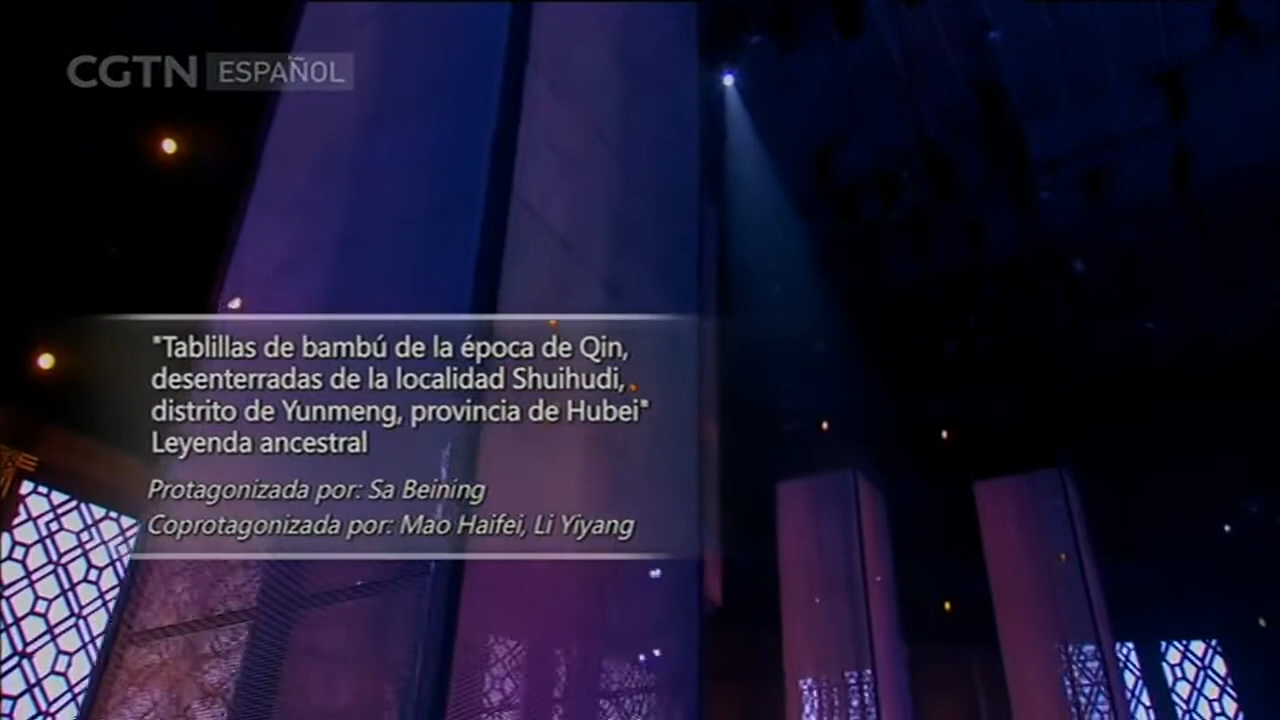 CGTN ESPAÑOL
"Tablillas de bambú de la época de Qin,
desenterradas de la localidad Shuihudi,
distrito de Yunmeng, provincia de Hubei"
Leyenda ancestral
Protagonizada por: Sa Beining
Coprotagonizada por: Mao Haifei, Li Yiyang